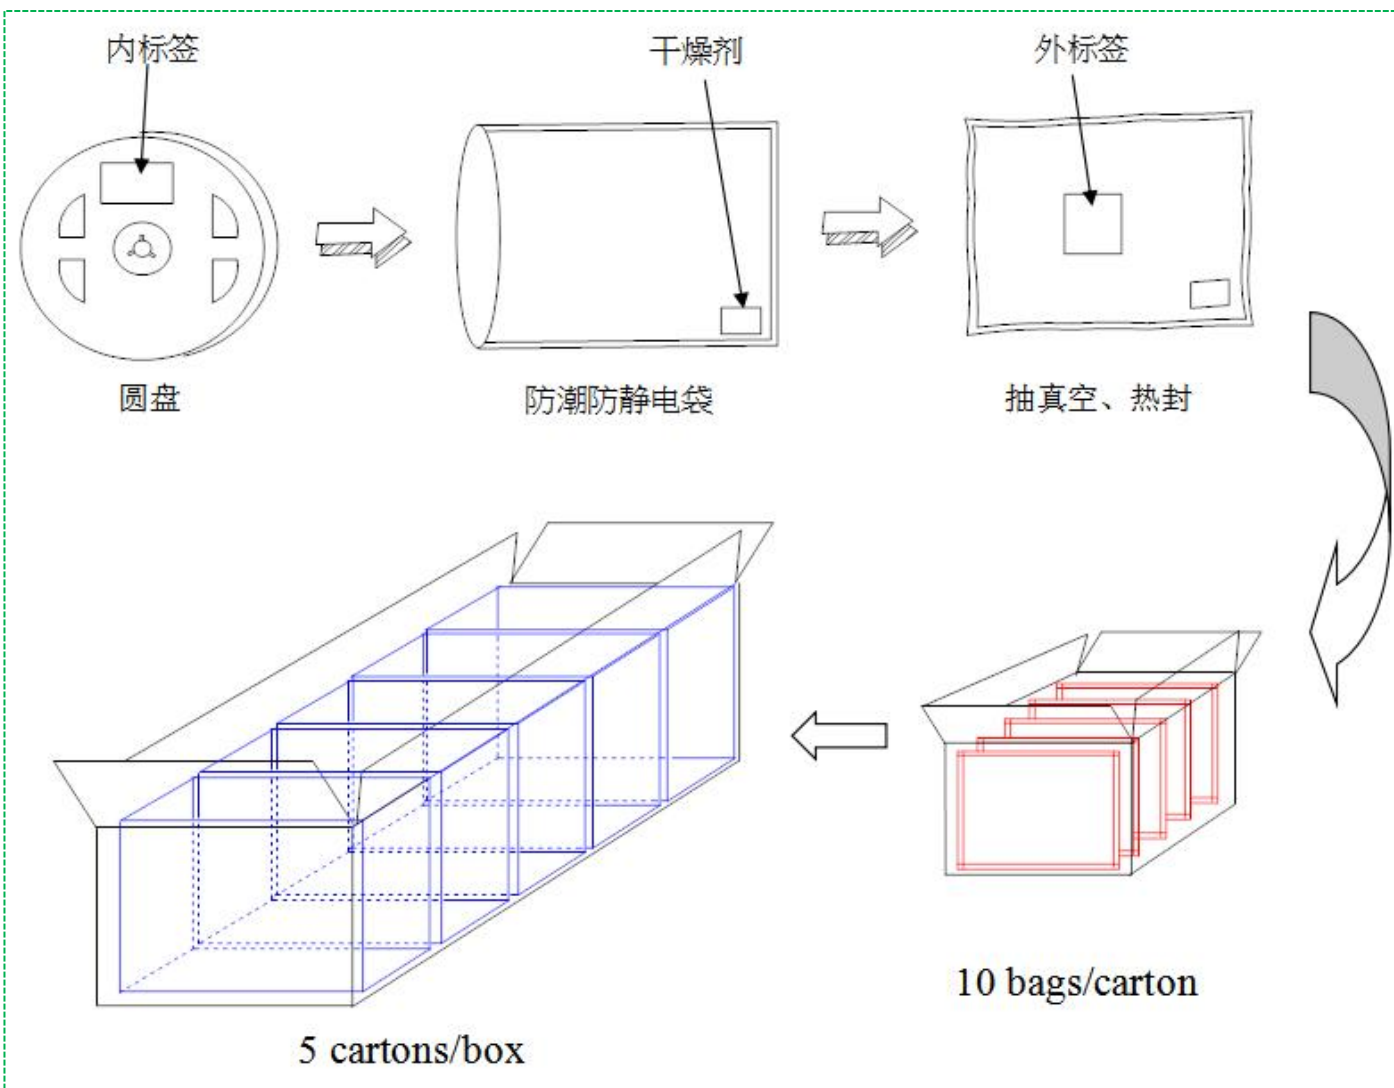 内标签
干燥剂
外标签
圆盘
防潮防静电袋
抽真空、热封
10 bags/carton
5 cartons/box